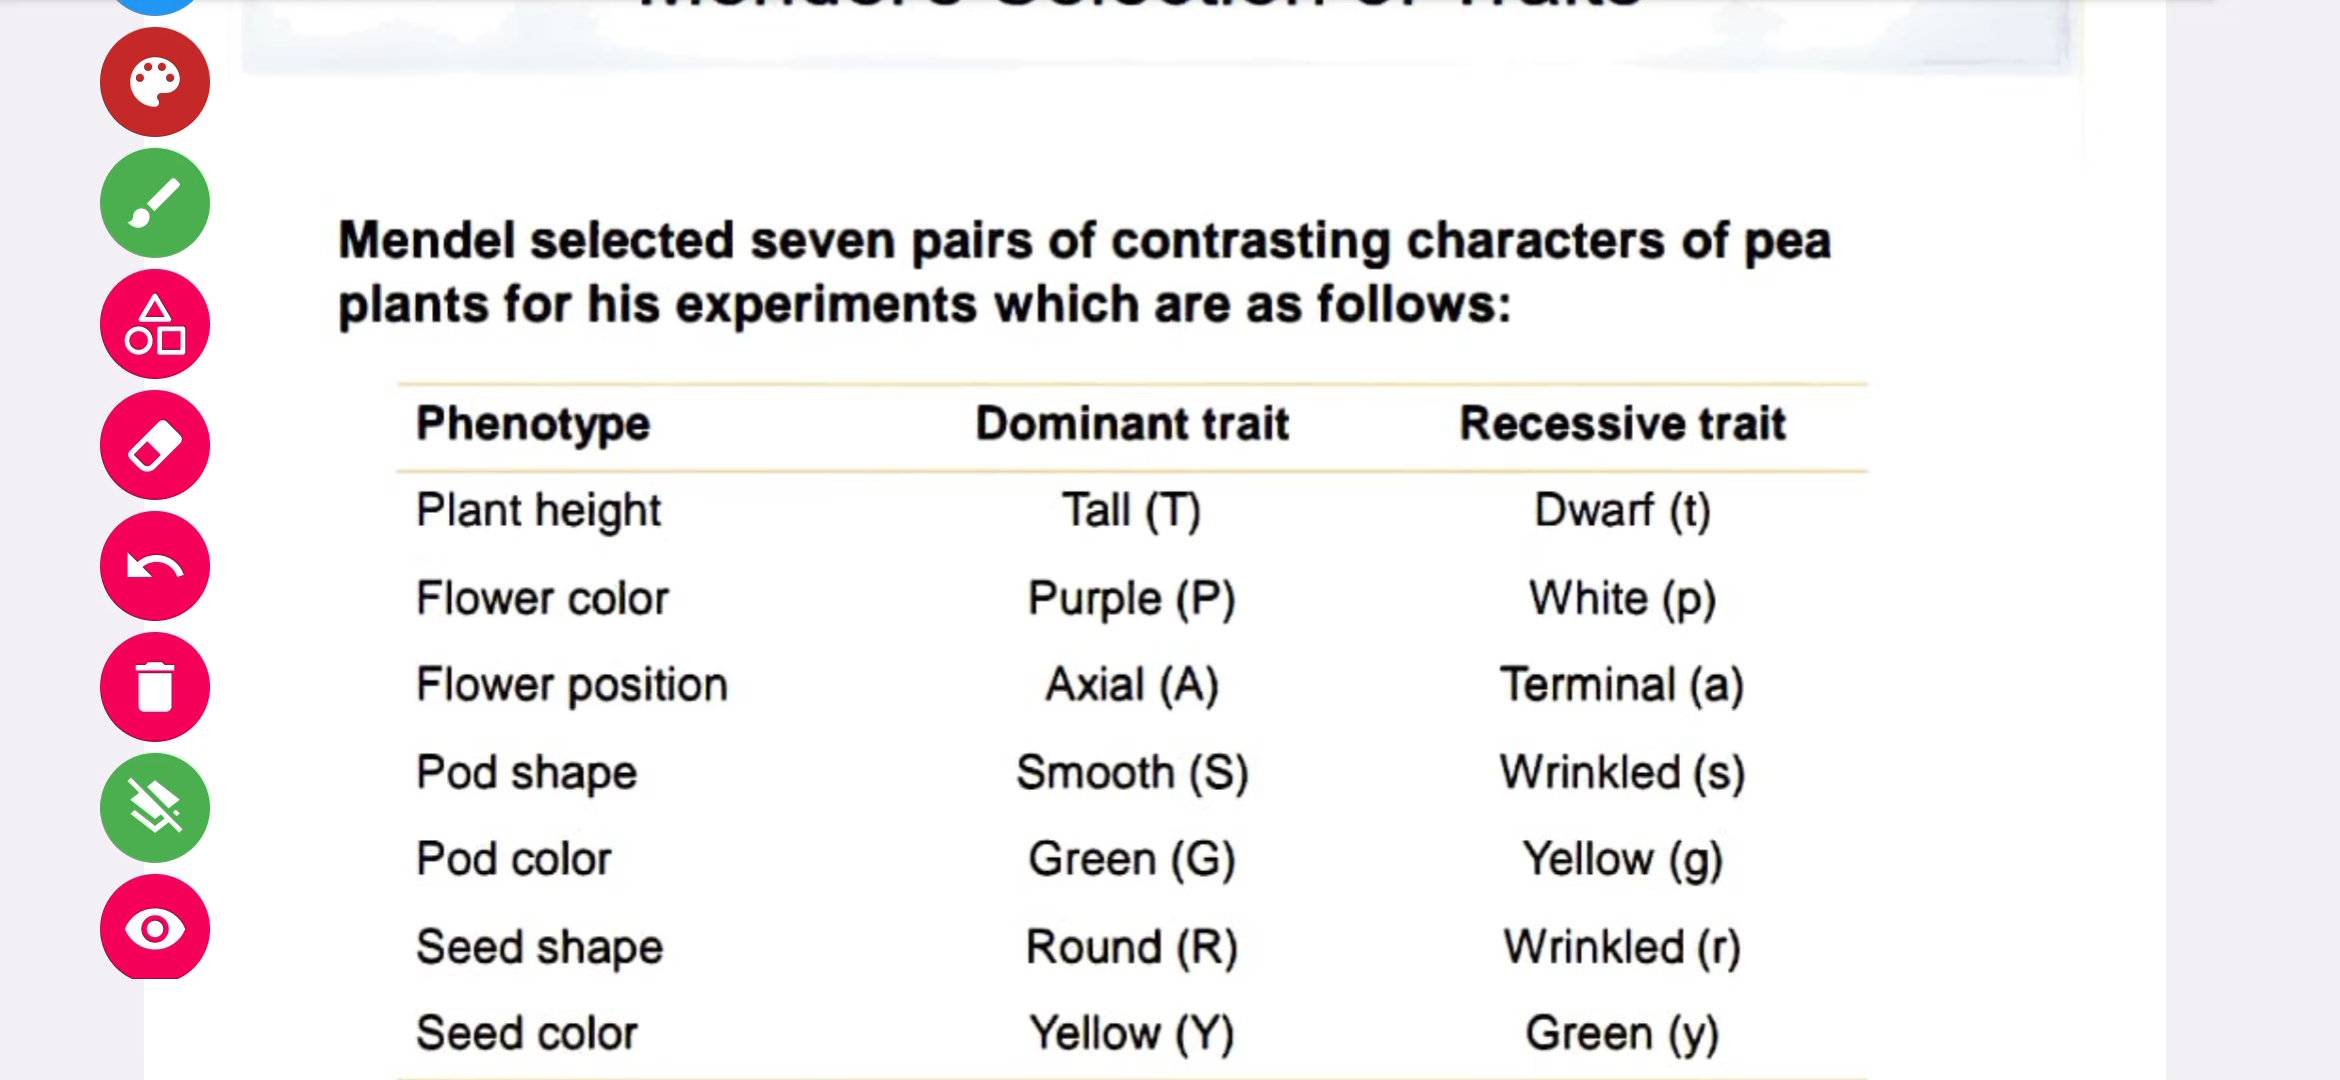 Mendel selected seven pairs of contrasting characters of pea
plants for his experiments which are as follows:
Phenotype Dominant trait Recessive trait
Plant height Tall (T) Dwarf (t)
Flower color Purple (P) White (p)
Flower position Axial (A) Terminal (a)
Pod shape Smooth (S) Wrinkled (s)
Pod color Green (G) Yellow (g)
Seed shape Round (R) Wrinkled (r)
Seed color Yellow (Y) Green (y)